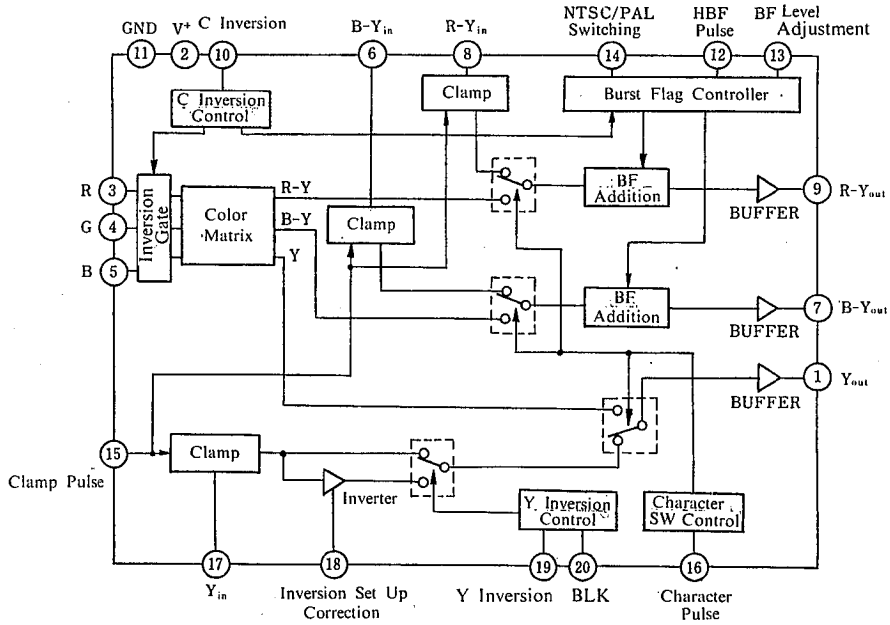 NTSC/PAL
Switching
HBF
Pulse
BF Level
Adjustment
GND
V+
C Inversion
B-Yin
R-Yin
11
2
10
6
8
14
12
13
C Inversion
Control
Clamp
Burst Flag Controller
R
3
G
4
B
5
Inversion
Gate
Color
Matrix
R-Y
B-Y
Y
Clamp
BF
Addition
BUFFER
9
R-Yout
BF
Addition
BUFFER
7
B-Yout
BUFFER
1
Yout
15
Clamp Pulse
Clamp
Inverter
Y Inversion
Control
Character
SW Control
17
18
19
20
16
Yin
Inversion Set Up
Correction
Y Inversion
BLK
Character
Pulse